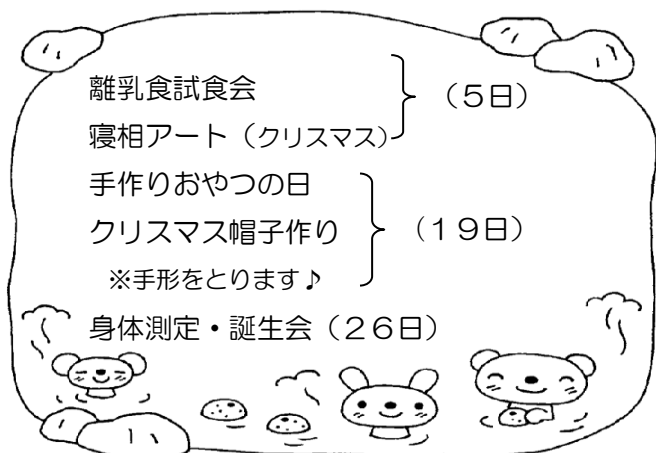 離乳食試食会
寝相アート（クリスマス）
（５日）
手作りおやつの日
クリスマス帽子作り
（１９日）
※手形をとります♪
身体測定・誕生会（２６日）